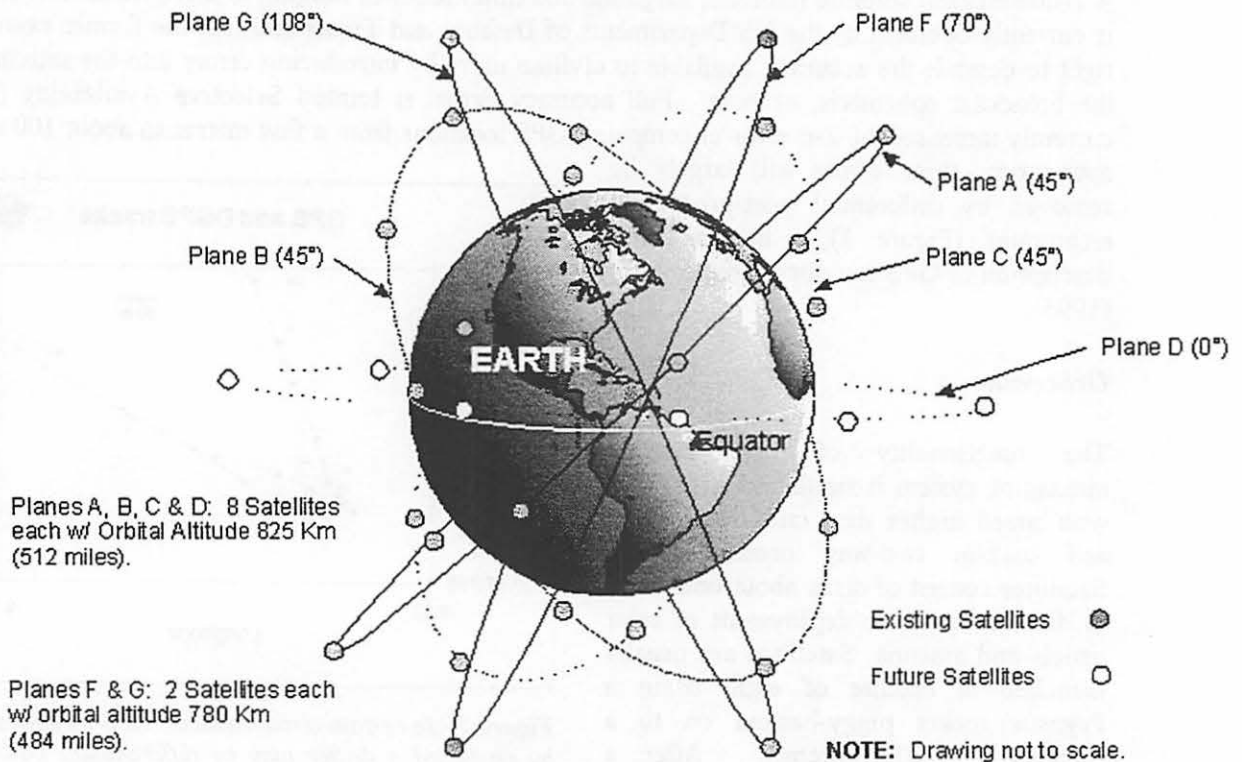 Plane G (108°)
Plane F (70°)
Plane A (45°)
Plane B (45°)
Plane C (45°)
EARTH
Plane D (0°)
Equator
Planes A, B, C & D: 8 Satellites
each w/ Orbital Altitude 825 Km
(512 miles).
Existing Satellites
Future Satellites
Planes F & G: 2 Satellites each
w/ orbital altitude 780 Km
(484 miles).
NOTE: Drawing not to scale.